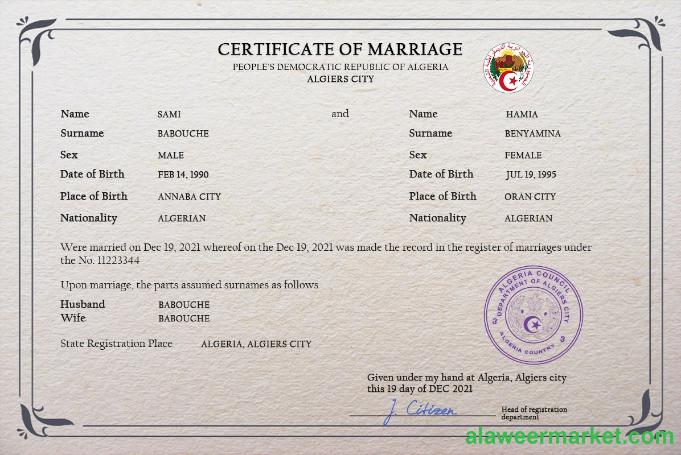 CERTIFICATE OF MARRIAGE
PEOPLE'S DEMOCRATIC REPUBLIC OF ALGERIA
ALGIERS CITY
Name SAMI and Name HAMIA
Surname BABOUCHE Surname BENYAMINA
Sex MALE Sex FEMALE
Date of Birth FEB 14, 1990 Date of Birth JUL 19, 1995
Place of Birth ANNABA CITY Place of Birth ORAN CITY
Nationality ALGERIAN Nationality ALGERIAN
Were married on Dec 19, 2021 whereof on the Dec 19, 2021 was made the record in the register of marriages under
the No. 11223344
Upon marriage, the parts assumed surnames as follows
Husband BABOUCHE
Wife BABOUCHE
State Registration Place ALGERIA, ALGIERS CITY
ALGERIA COUNCIL
DEPARTMENT OF ALGIERS CITY
ALGERIA COUNTRY
Given under my hand at Algeria, Algiers city
this 19 day of DEC 2021
J. Citizen Head of registration
department
alaweermarket.com